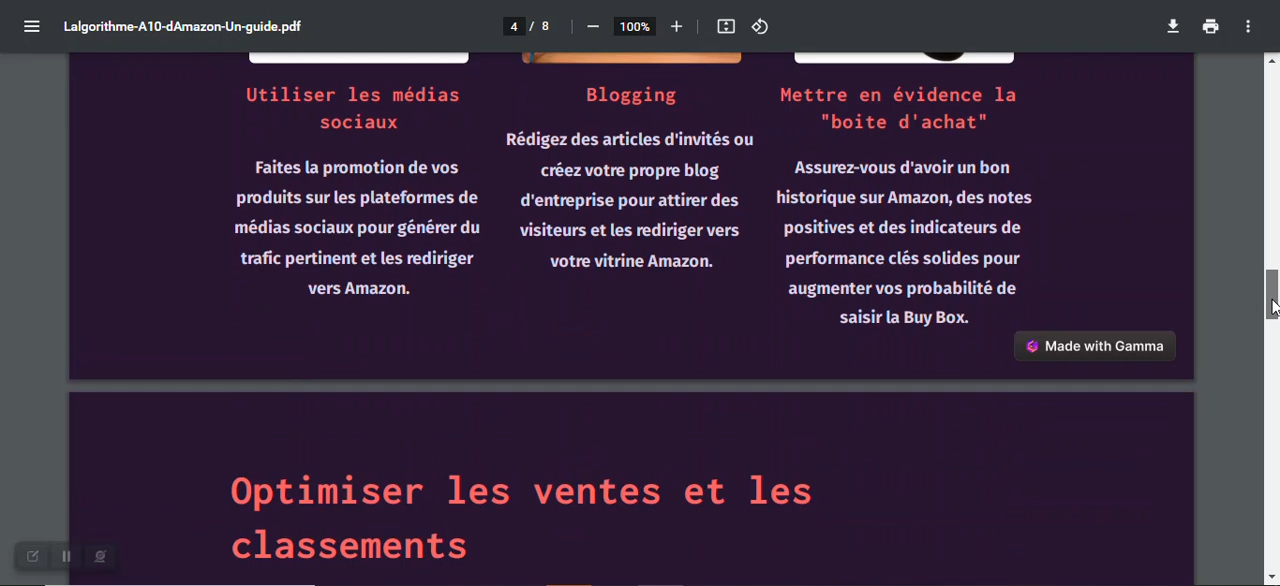 Lalgorithme-A10-dAmazon-Un-guide.pdf
4 / 8
100%
Utiliser les médias
sociaux
Faites la promotion de vos
produits sur les plateformes de
médias sociaux pour générer du
trafic pertinent et les rediriger
vers Amazon.
Blogging
Rédigez des articles d'invités ou
créez votre propre blog
d'entreprise pour attirer des
visiteurs et les rediriger vers
votre vitrine Amazon.
Mettre en évidence la
"boite d'achat"
Assurez-vous d'avoir un bon
historique sur Amazon, des notes
positives et des indicateurs de
performance clés solides pour
augmenter vos probabilité de
saisir la Buy Box.
Made with Gamma
Optimiser les ventes et les
classements